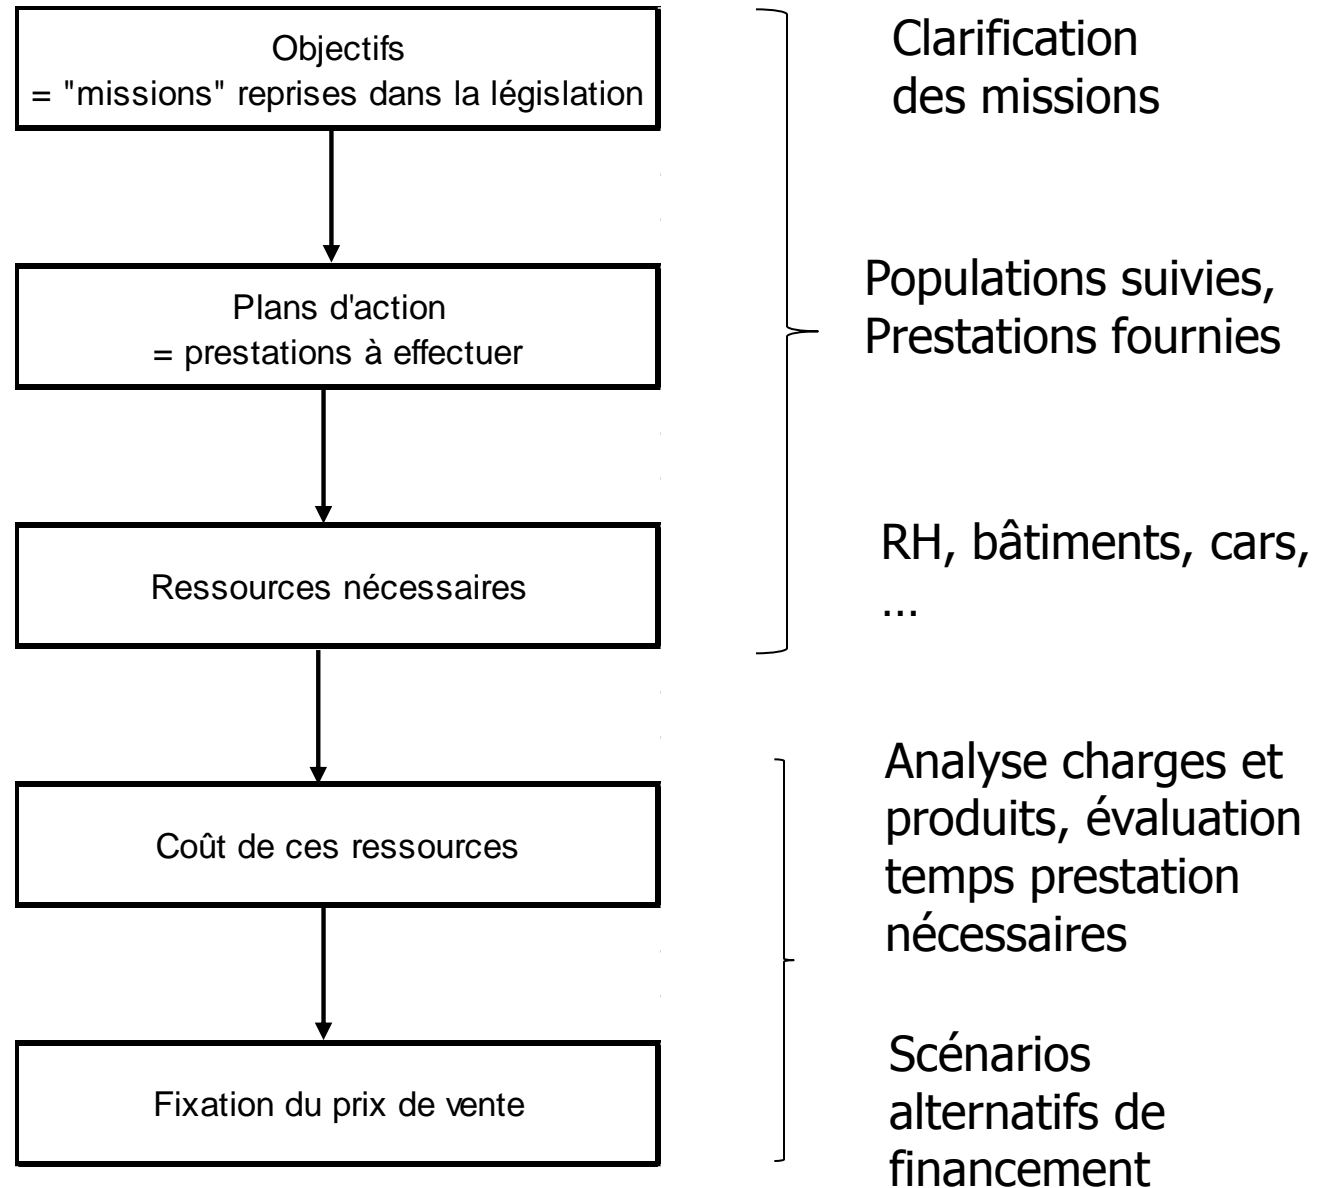 Objectifs
= "missions" reprises dans la législation
Clarification
des missions
Plans d'action
= prestations à effectuer
Populations suivies,
Prestations fournies
Ressources nécessaires
RH, bâtiments, cars,
…
Coût de ces ressources
Analyse charges et
produits, évaluation
temps prestation
nécessaires
Fixation du prix de vente
Scénarios
alternatifs de
financement